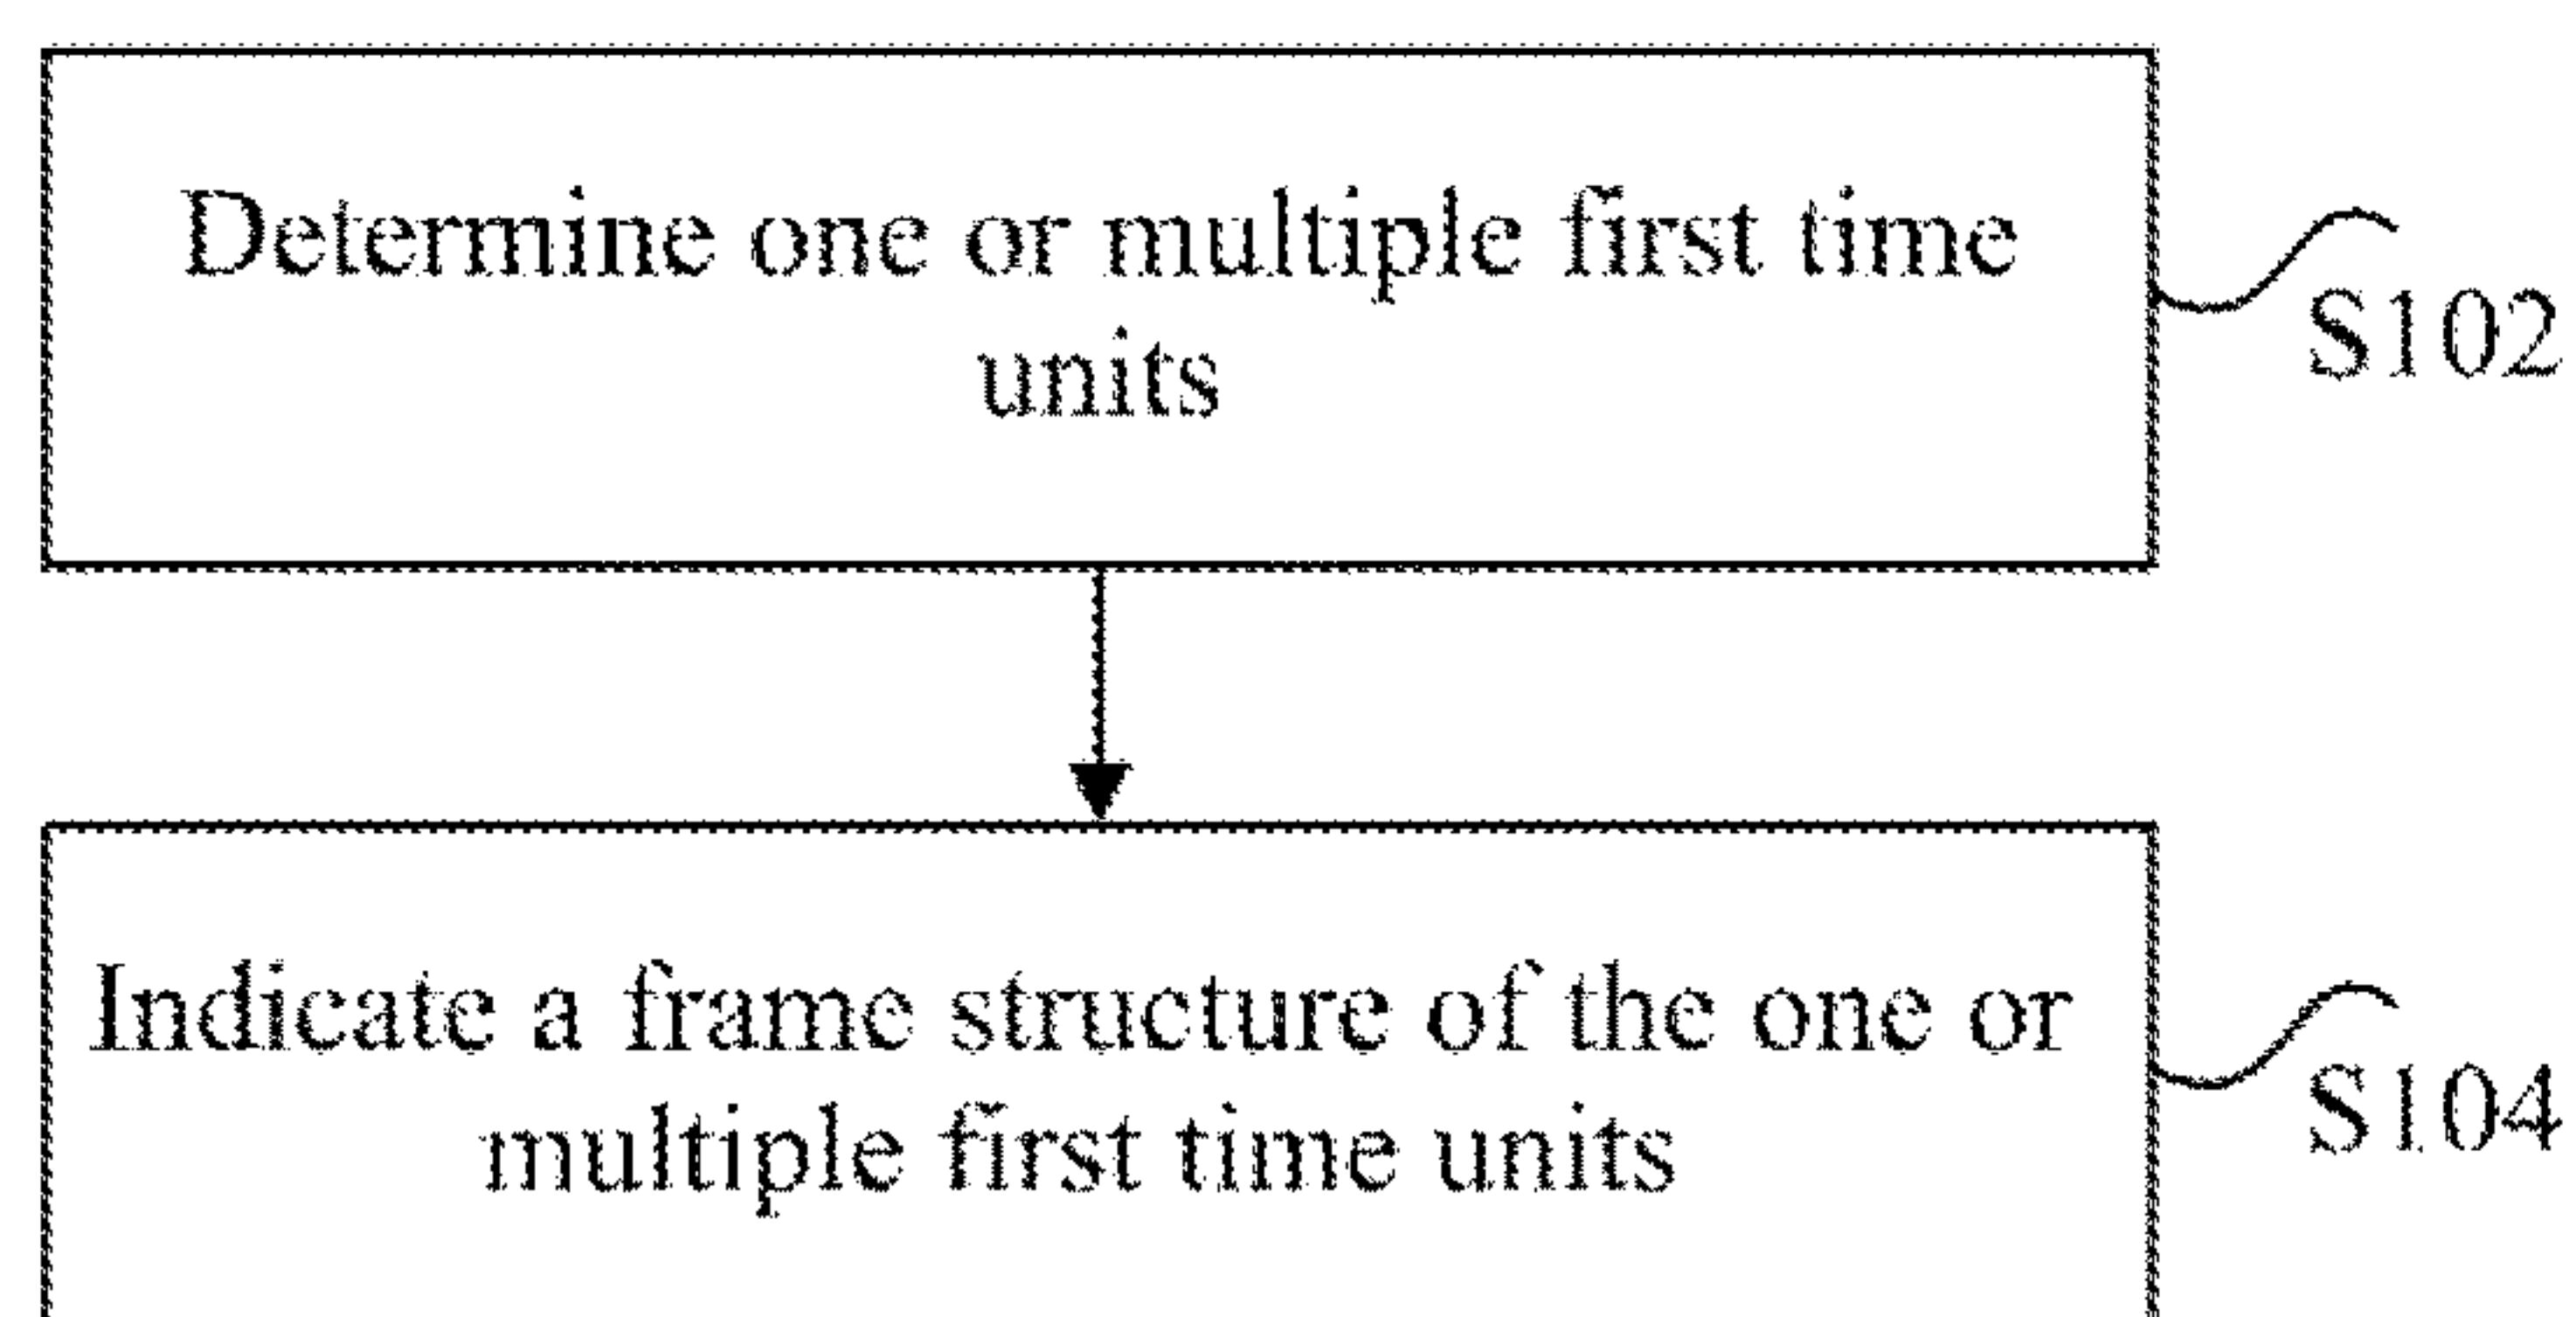 Determine one or multiple first time
units
S102
Indicate a frame structure of the one or
multiple first time units
S104